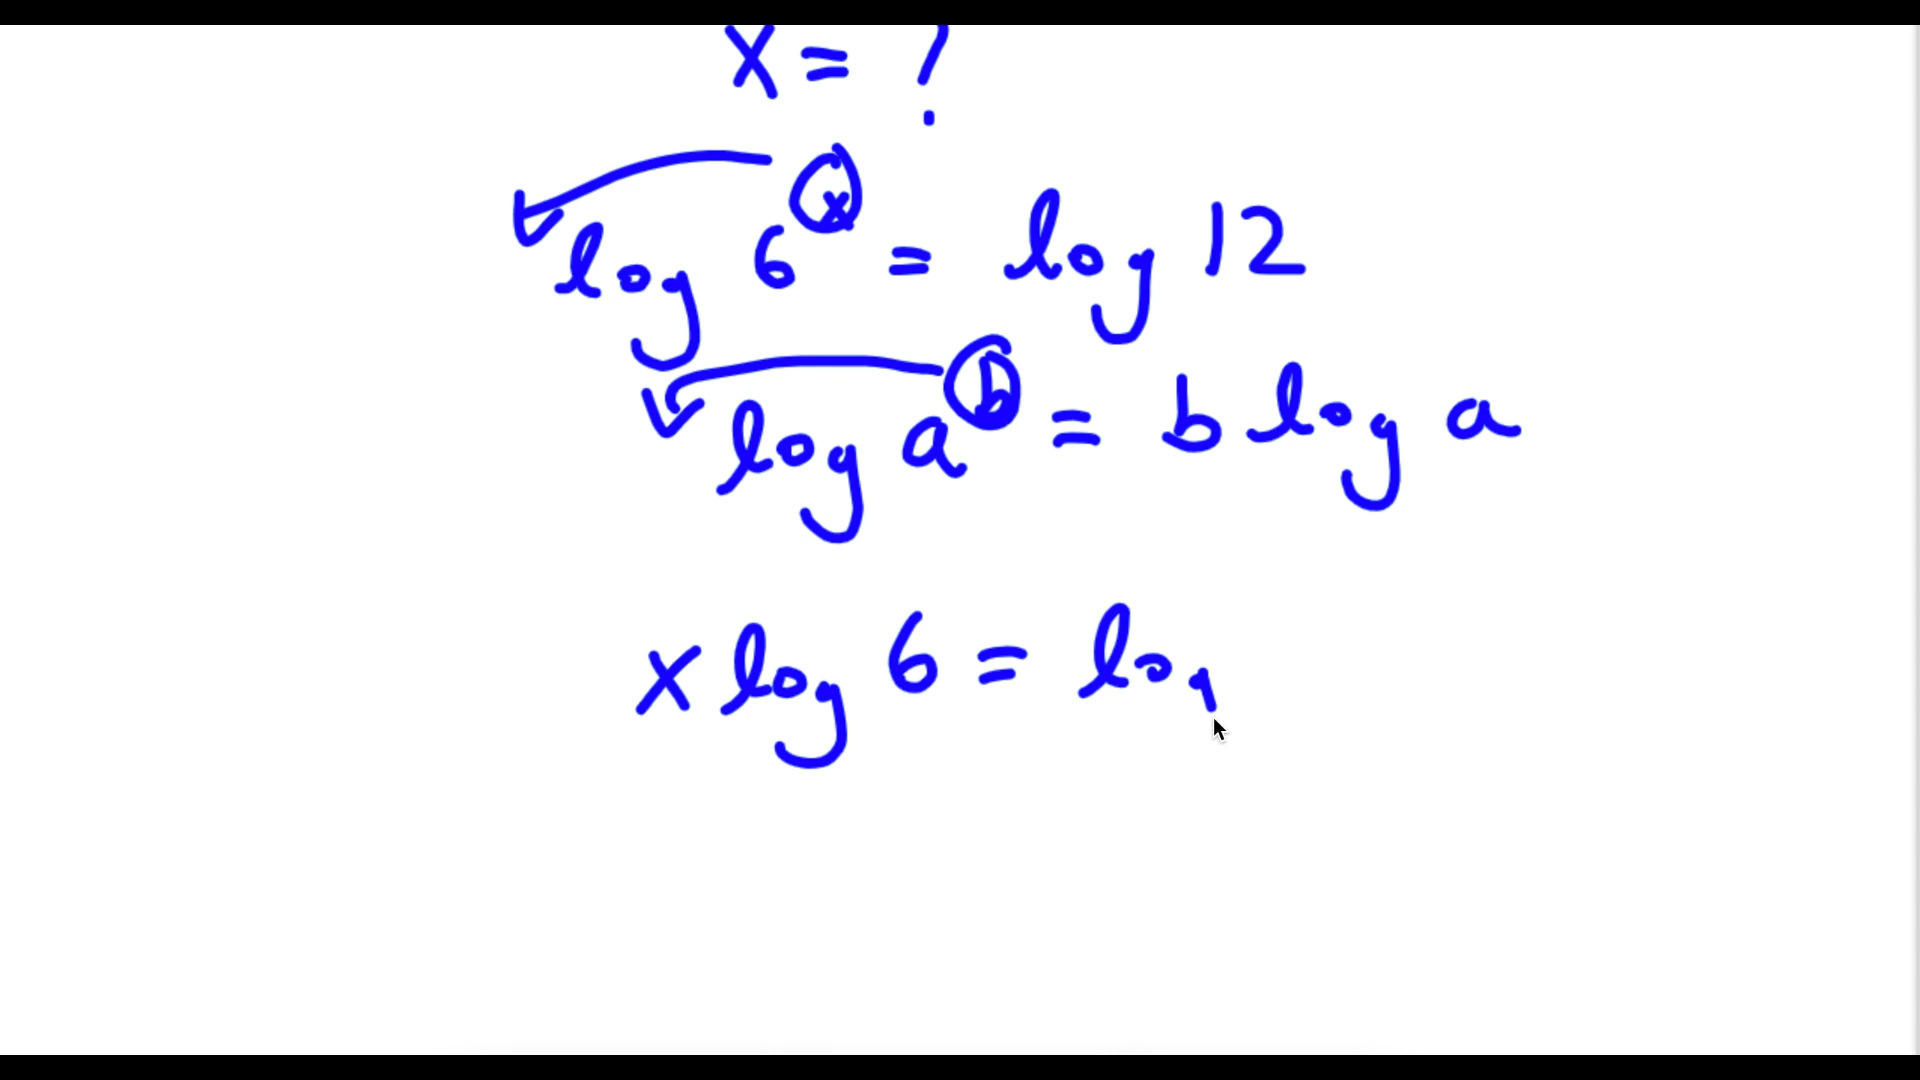 x = ?
log 6^x = log 12
log a^b = b log a
x log 6 = log